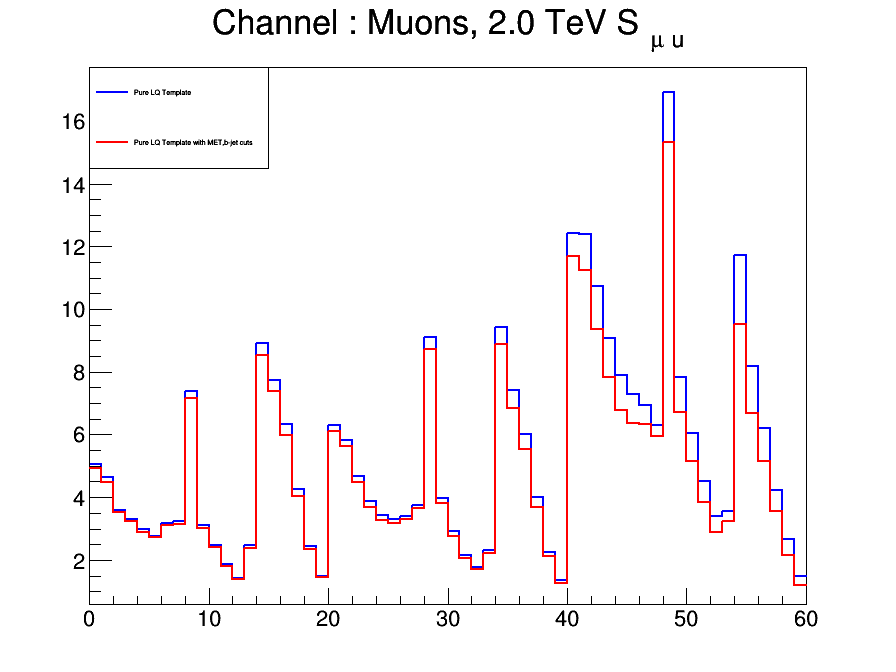 Channel : Muons, 2.0 TeV S μ u
Pure LQ Template
Pure LQ Template with MET,b-jet cuts
16
14
12
10
8
6
4
2
0 10 20 30 40 50 60